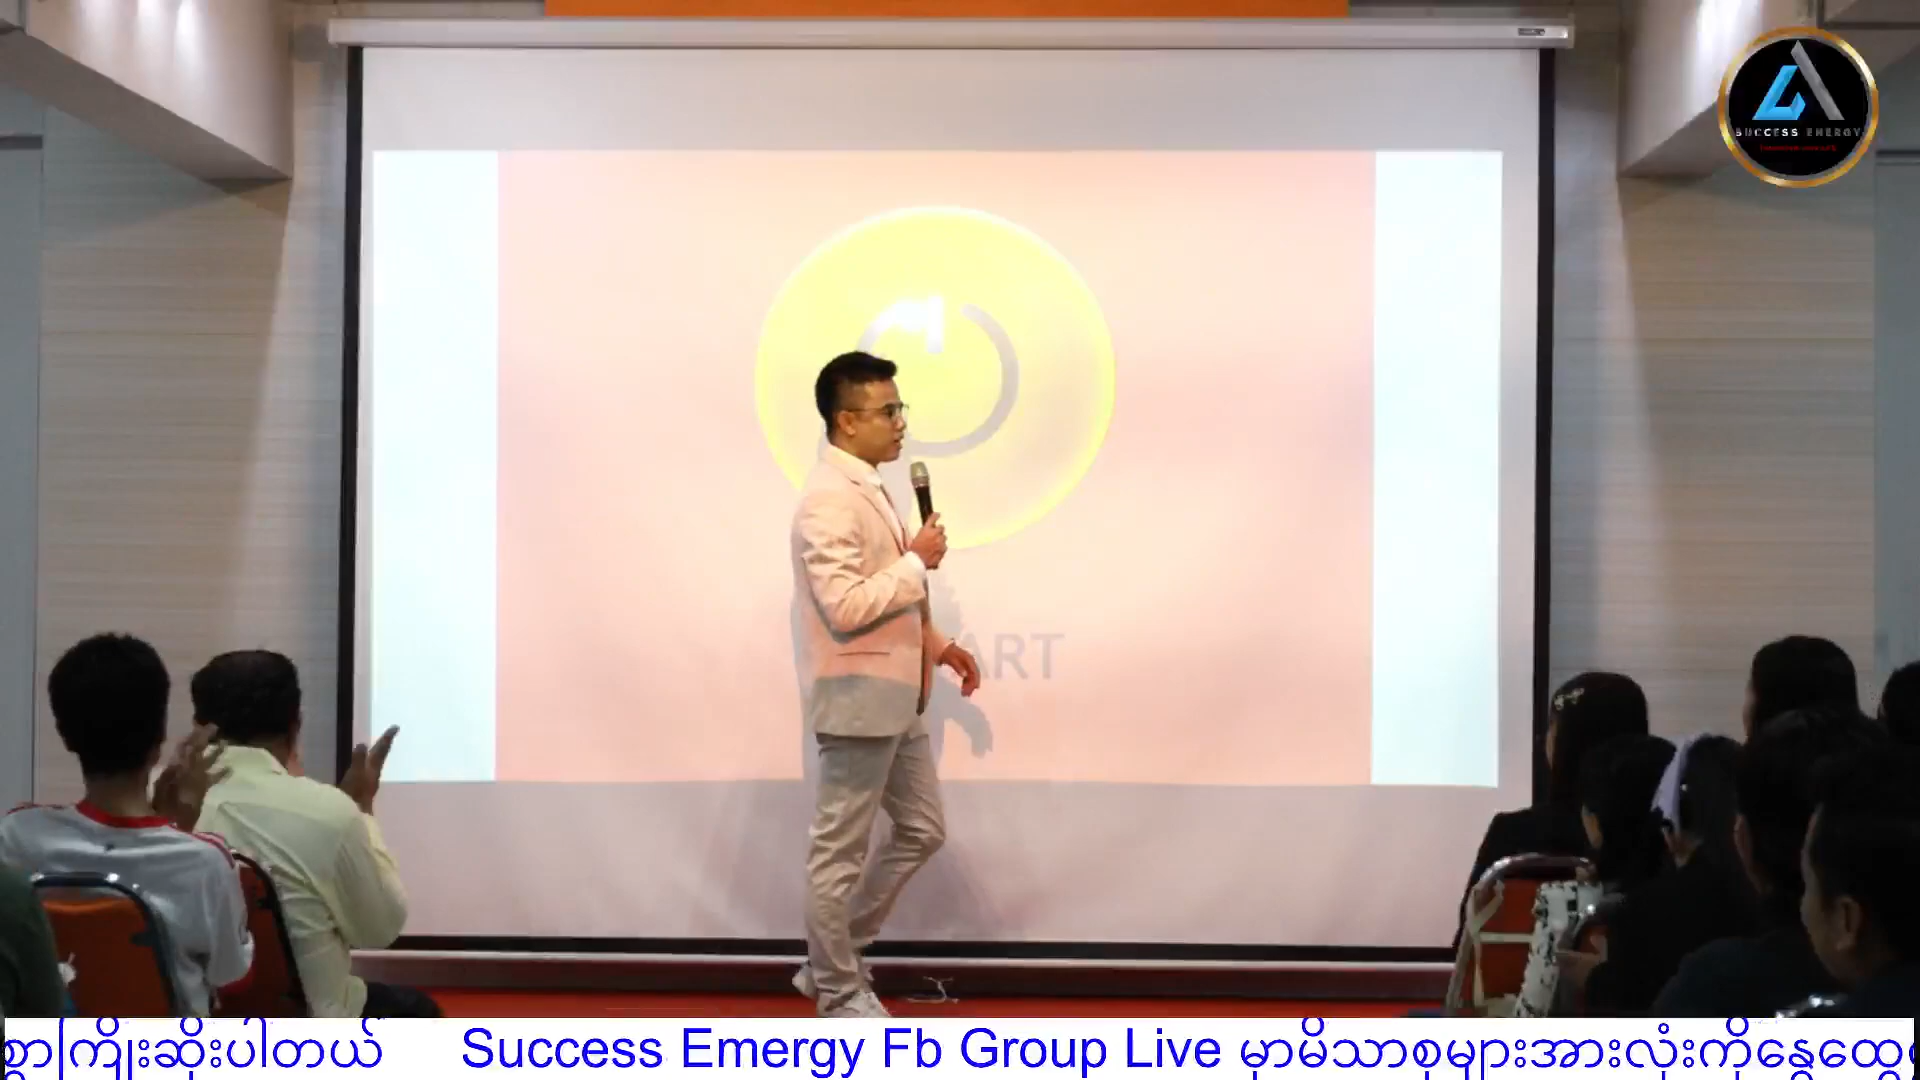 SUCCESS ENERGY
ART
စွာကြိုးဆိုးပါတယ် Success Emergy Fb Group Live မှာမိသာစုများအားလုံးကိုနွေထွေ